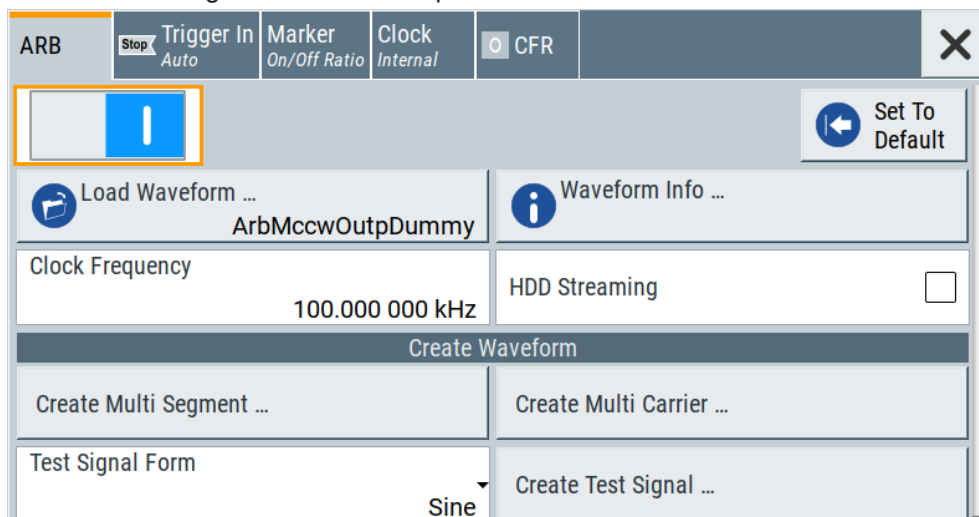 ARB
Stop
Trigger In
Auto
Marker
On/Off Ratio
Clock
Internal
O CFR
Set To
Default
Load Waveform ...
ArbMccwOutpDummy
Waveform Info ...
Clock Frequency
100.000 000 kHz
HDD Streaming
Create Waveform
Create Multi Segment ...
Create Multi Carrier ...
Test Signal Form
Sine
Create Test Signal ...